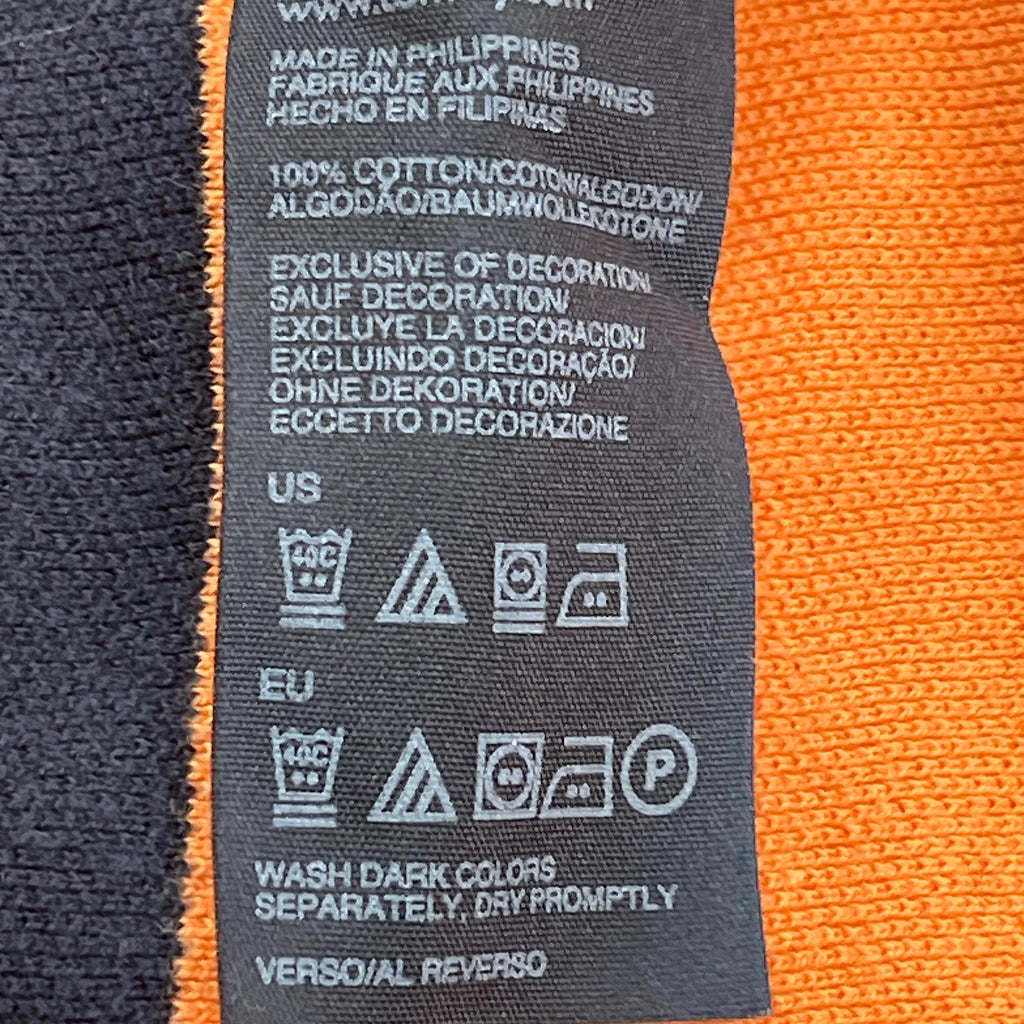 MADE IN PHILIPPINES
FABRIQUE AUX PHILIPPINES
HECHO EN FILIPINAS
100% COTTON/COTON/ALGODON/
ALGODÃO/BAUMWOLLE/COTONE
EXCLUSIVE OF DECORATION/
SAUF DECORATION/
EXCLUYE LA DECORACION/
EXCLUINDO DECORAÇÃO/
OHNE DEKORATION/
ECCETTO DECORAZIONE
US
40C
EU
40C
P
WASH DARK COLORS
SEPARATELY, DRY PROMPTLY
VERSO/AL REVERSO